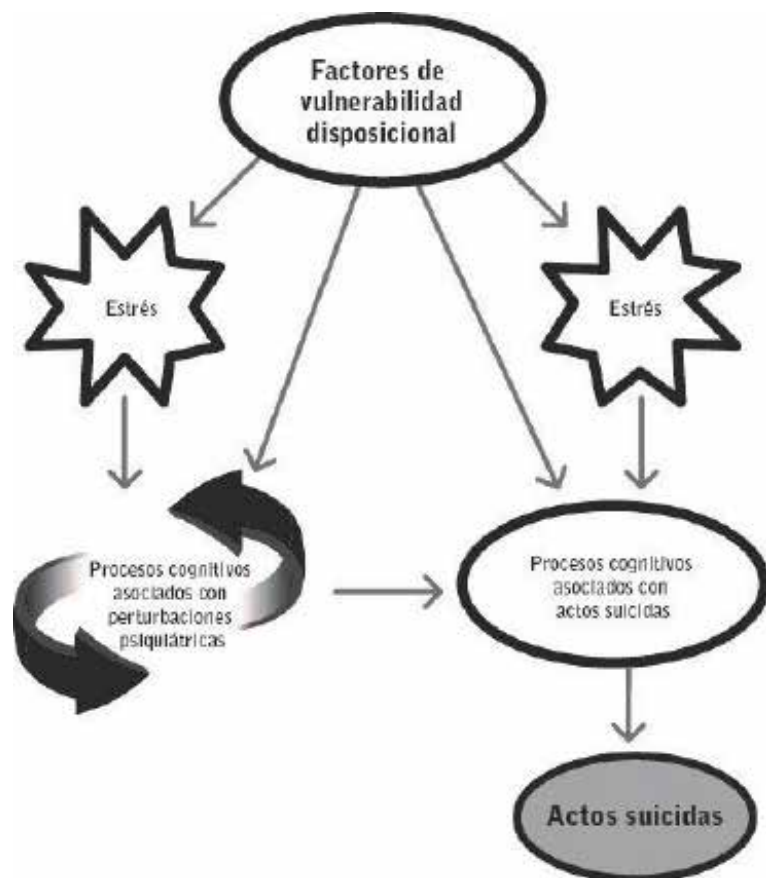 Factores de
vulnerabilidad
disposicional
Estrés
Estrés
Procesos cognitivos
asociados con
perturbaciones
psiquiátricas
Procesos cognitivos
asociados con
actos suicidas
Actos suicidas